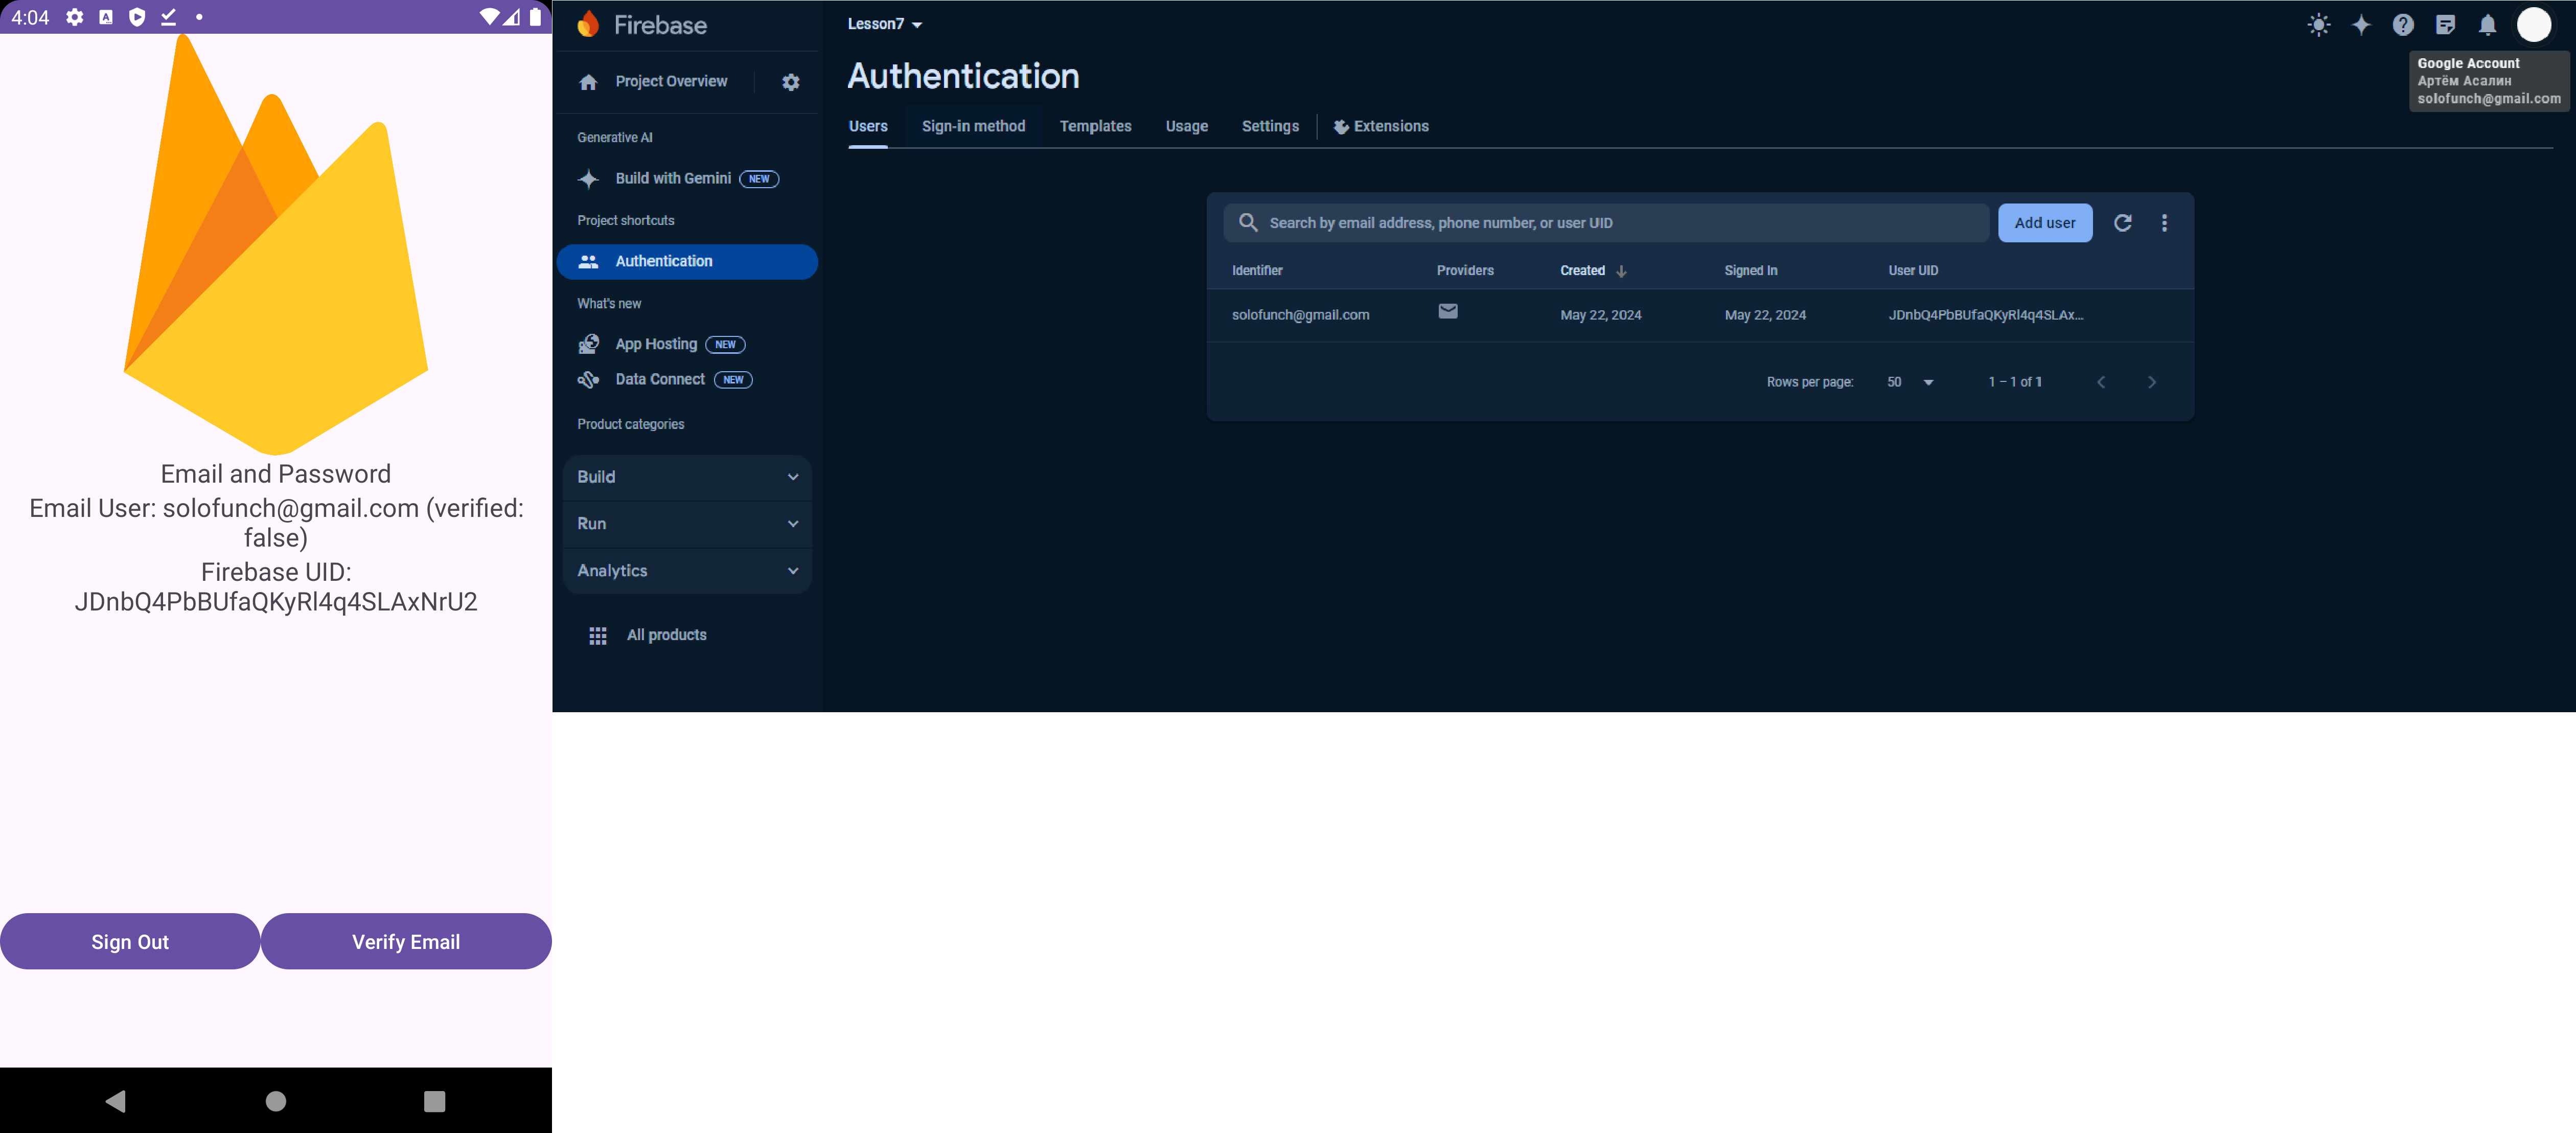 4:04
Email and Password
Email User: solofunch@gmail.com (verified:
false)
Firebase UID:
JDnbQ4PbBUfaQKyRl4q4SLAxNrU2
Sign Out
Verify Email
Firebase
Project Overview
Generative AI
Build with Gemini NEW
Project shortcuts
Authentication
What's new
App Hosting NEW
Data Connect NEW
Product categories
Build
Run
Analytics
All products
Lesson7
Google Account
Артём Асалин
solofunch@gmail.com
Authentication
Users Sign-in method Templates Usage Settings Extensions
Search by email address, phone number, or user UID
Add user
Identifier Providers Created Signed In User UID
solofunch@gmail.com May 22, 2024 May 22, 2024 JDnbQ4PbBUfaQKyRl4q4SLAx...
Rows per page: 50 1 – 1 of 1